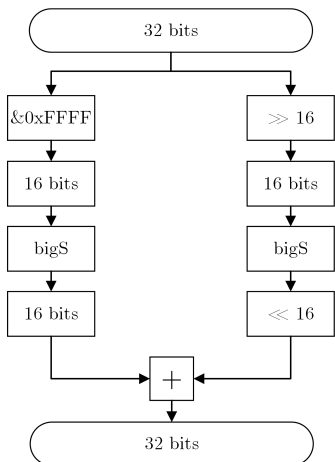 32 bits
&0xFFFF
≫ 16
16 bits
16 bits
bigS
bigS
16 bits
≪ 16
+
32 bits